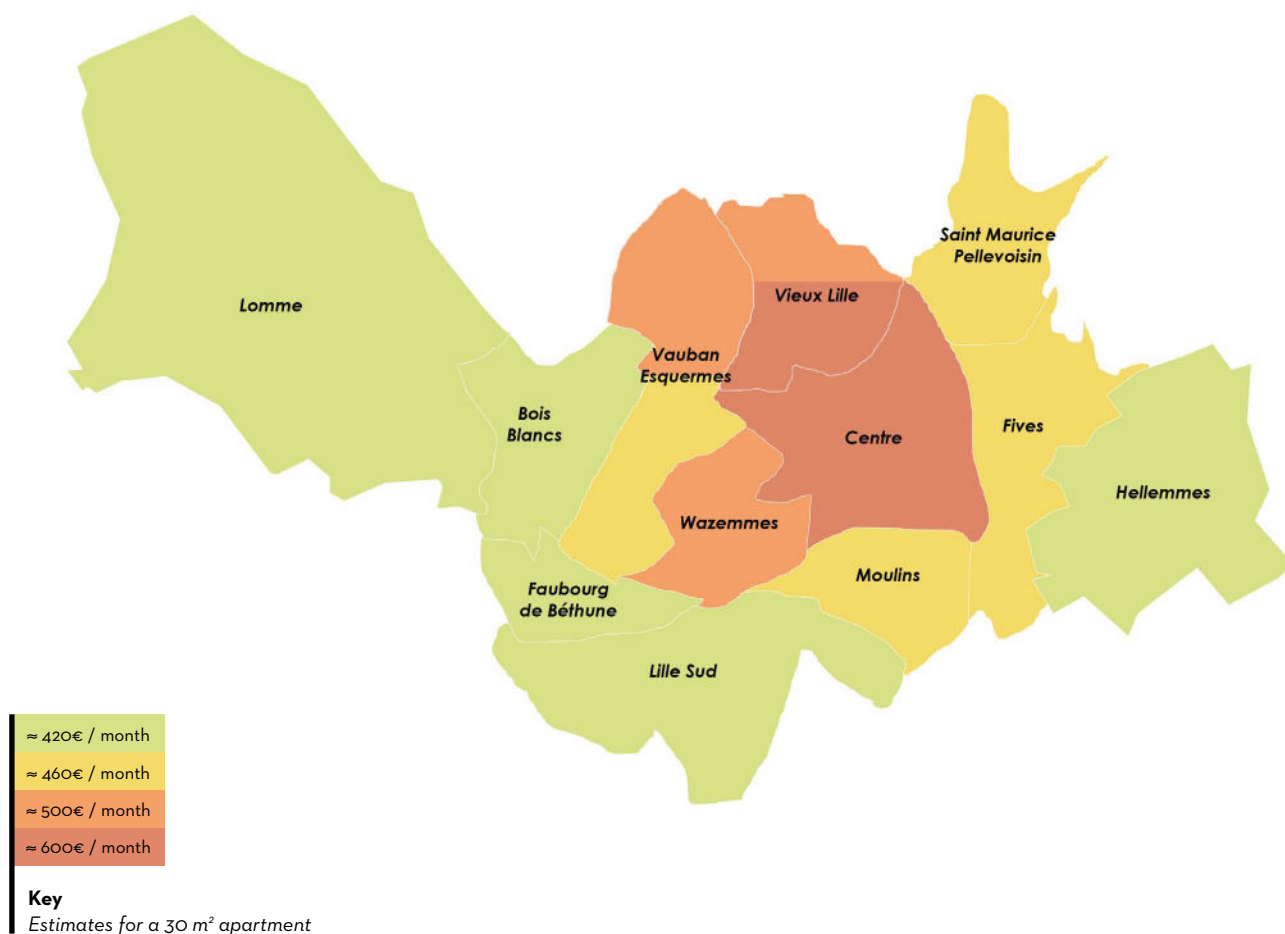 Saint Maurice
Pellevoisin
Lomme
Vieux Lille
Vauban
Esquermes
Bois
Blancs
Centre
Fives
Hellemmes
Wazemmes
Moulins
Faubourg
de Béthune
Lille Sud
≈ 420€ / month
≈ 460€ / month
≈ 500€ / month
≈ 600€ / month
Key
Estimates for a 30 m² apartment